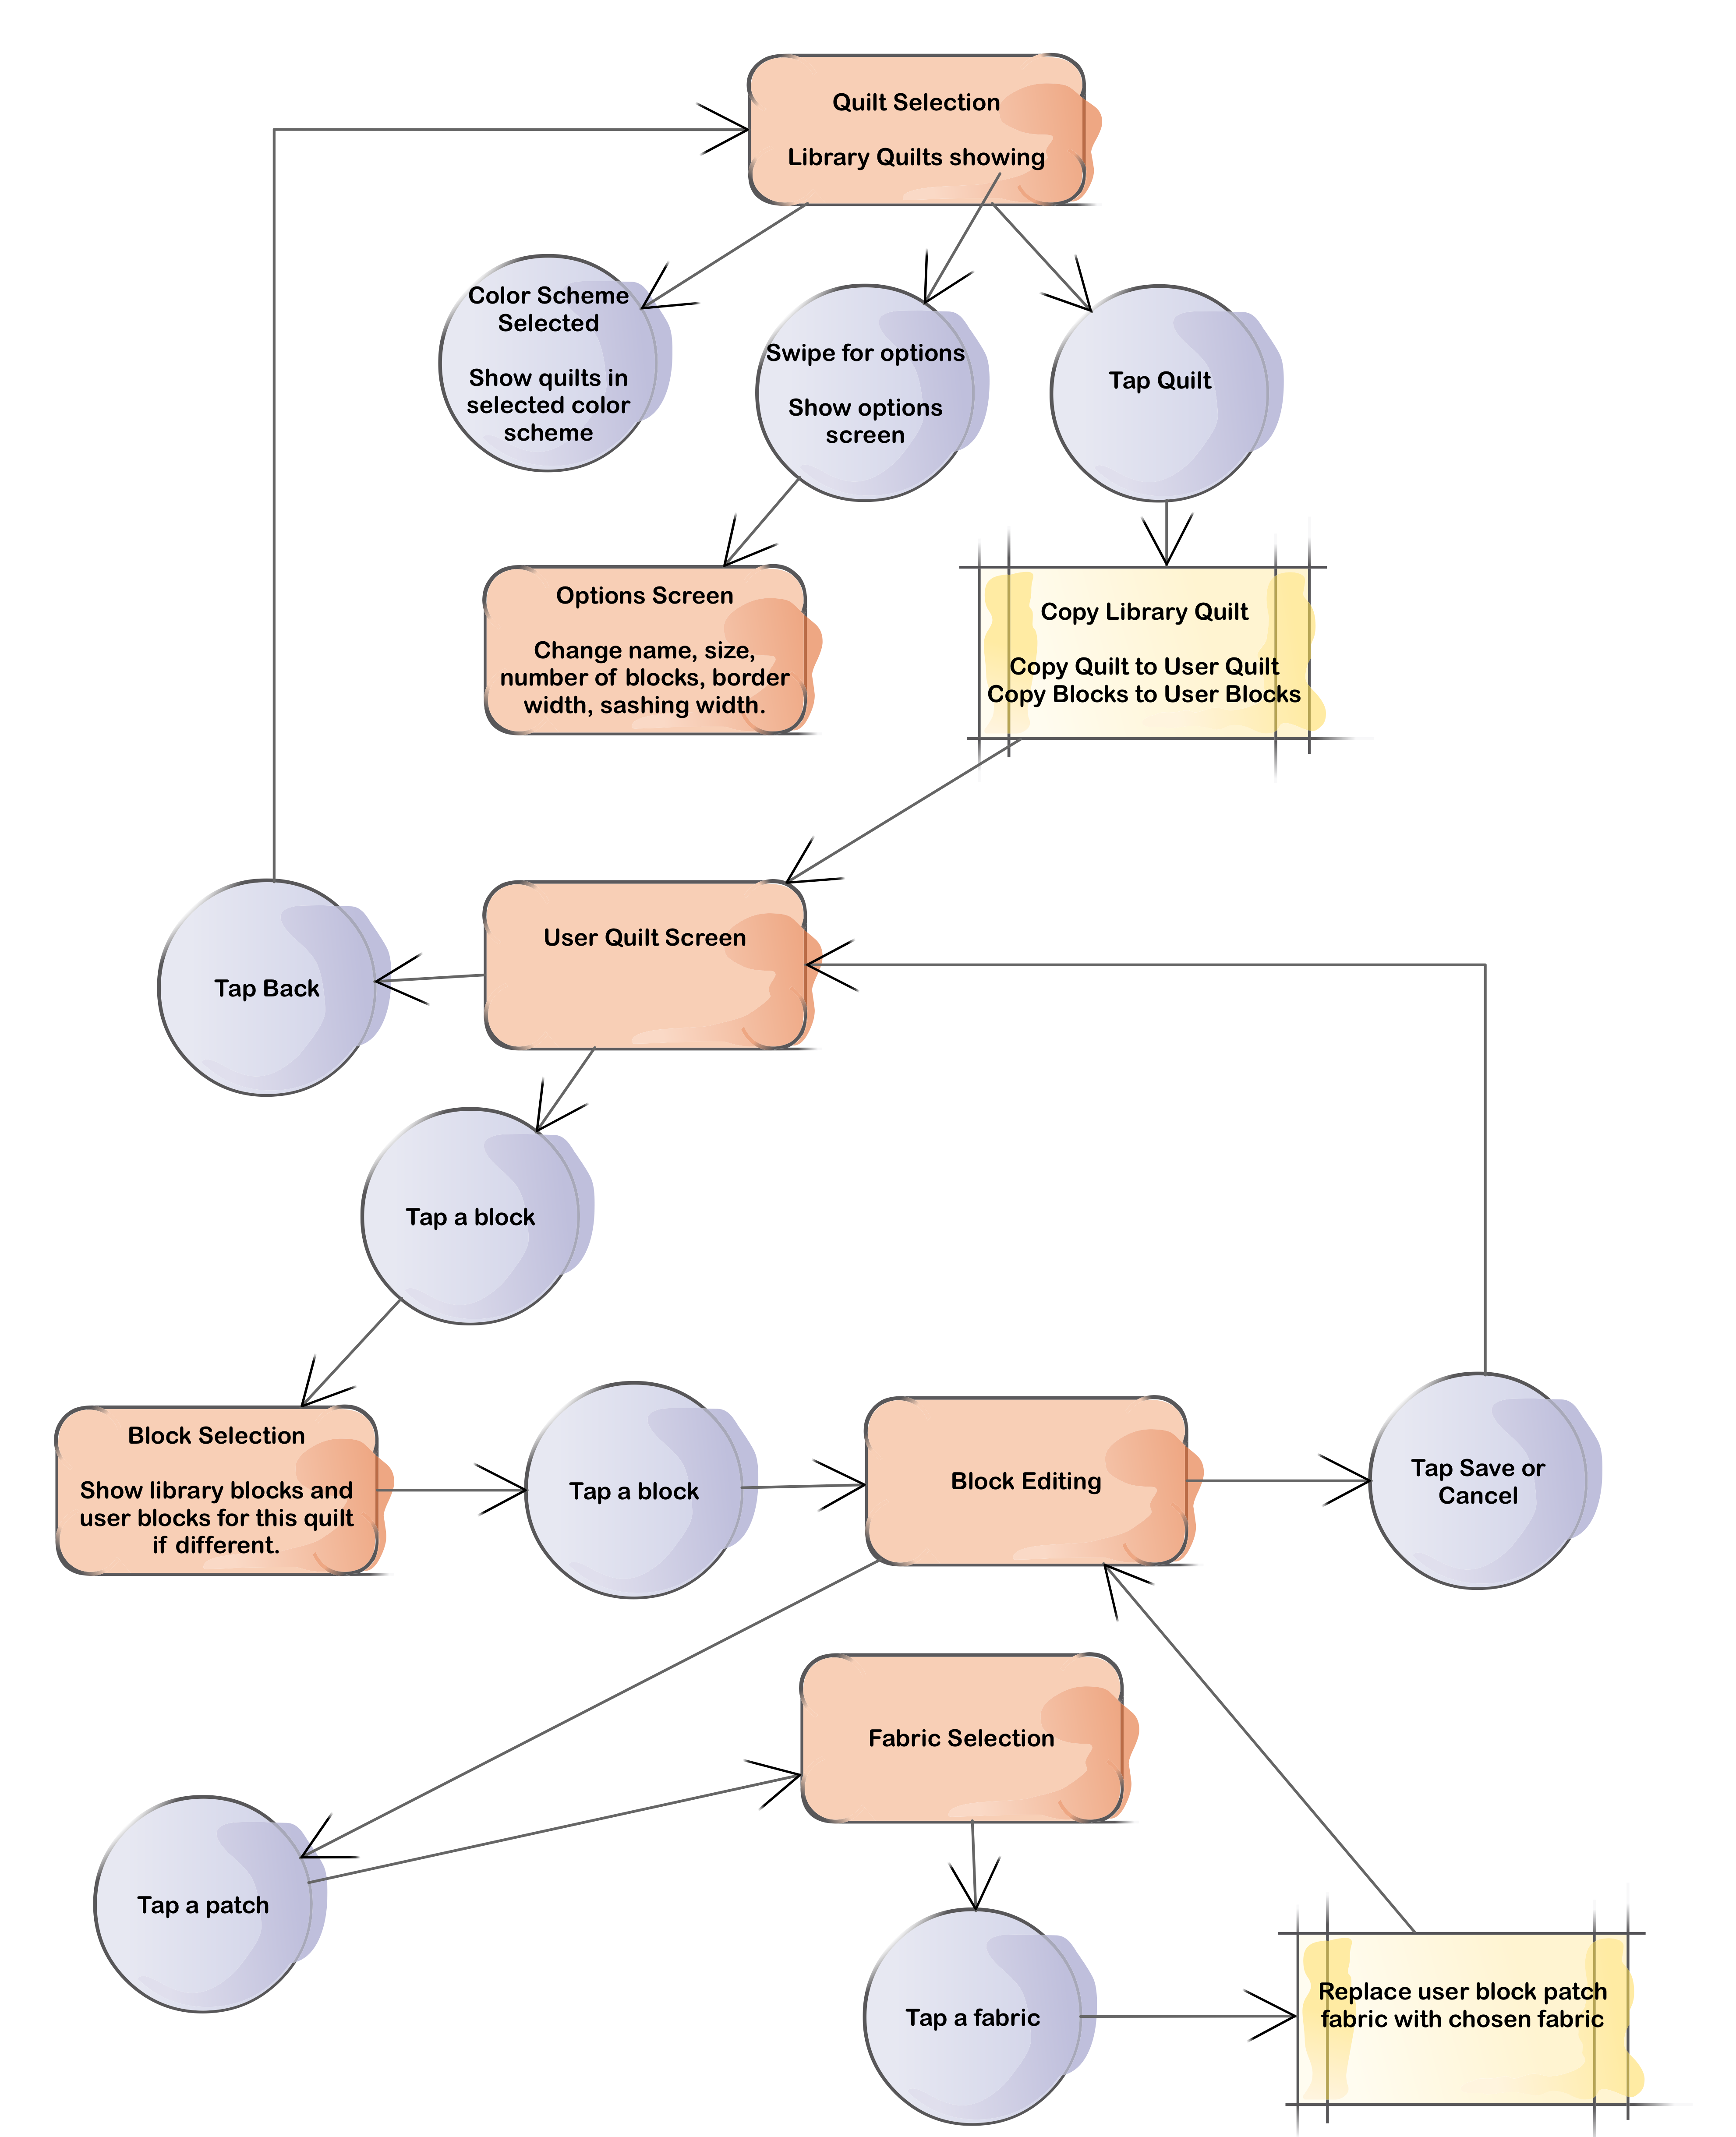 Quilt Selection
Library Quilts showing
Color Scheme
Selected
Show quilts in
selected color
scheme
Swipe for options
Show options
screen
Tap Quilt
Options Screen
Change name, size,
number of blocks, border
width, sashing width.
Copy Library Quilt
Copy Quilt to User Quilt
Copy Blocks to User Blocks
User Quilt Screen
Tap Back
Tap a block
Block Selection
Show library blocks and
user blocks for this quilt
if different.
Tap a block
Block Editing
Tap Save or
Cancel
Fabric Selection
Tap a patch
Tap a fabric
Replace user block patch
fabric with chosen fabric